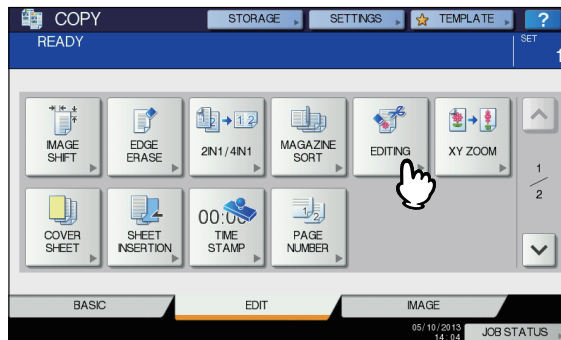 COPY
STORAGE
SETTINGS
TEMPLATE
?
READY
SET
1
IMAGE
SHIFT
EDGE
ERASE
2IN1/4IN1
MAGAZINE
SORT
EDITING
XY ZOOM
1
2
COVER
SHEET
SHEET
INSERTION
00:00
TIME
STAMP
PAGE
NUMBER
BASIC
EDIT
IMAGE
05/10/2013
14:04
JOB STATUS